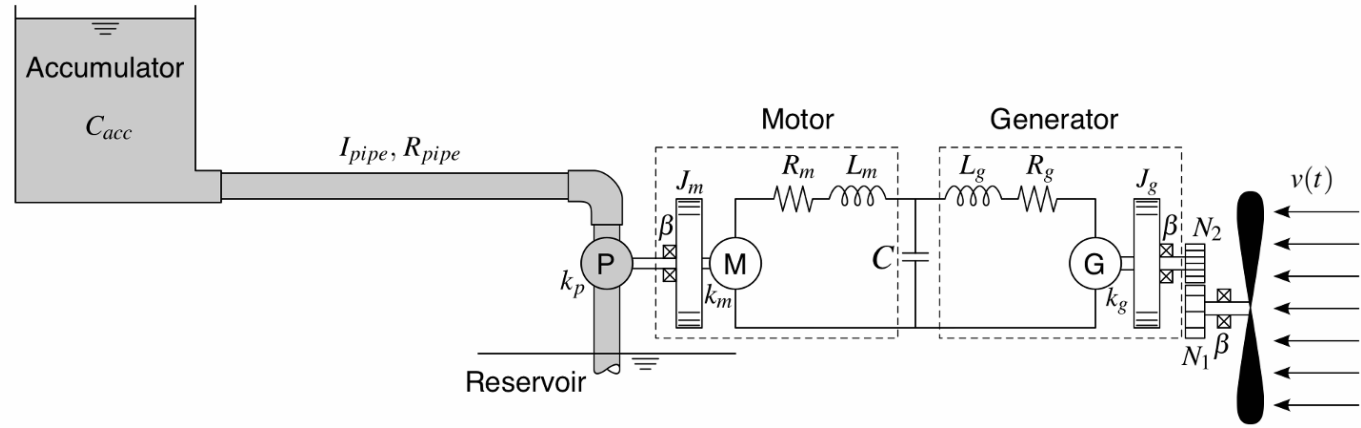 Accumulator
C_acc
I_pipe, R_pipe
Motor
Generator
R_m
L_m
L_g
R_g
J_m
J_g
v(t)
β
β
N_2
P
M
C
G
k_p
k_m
k_g
N_1
β
Reservoir